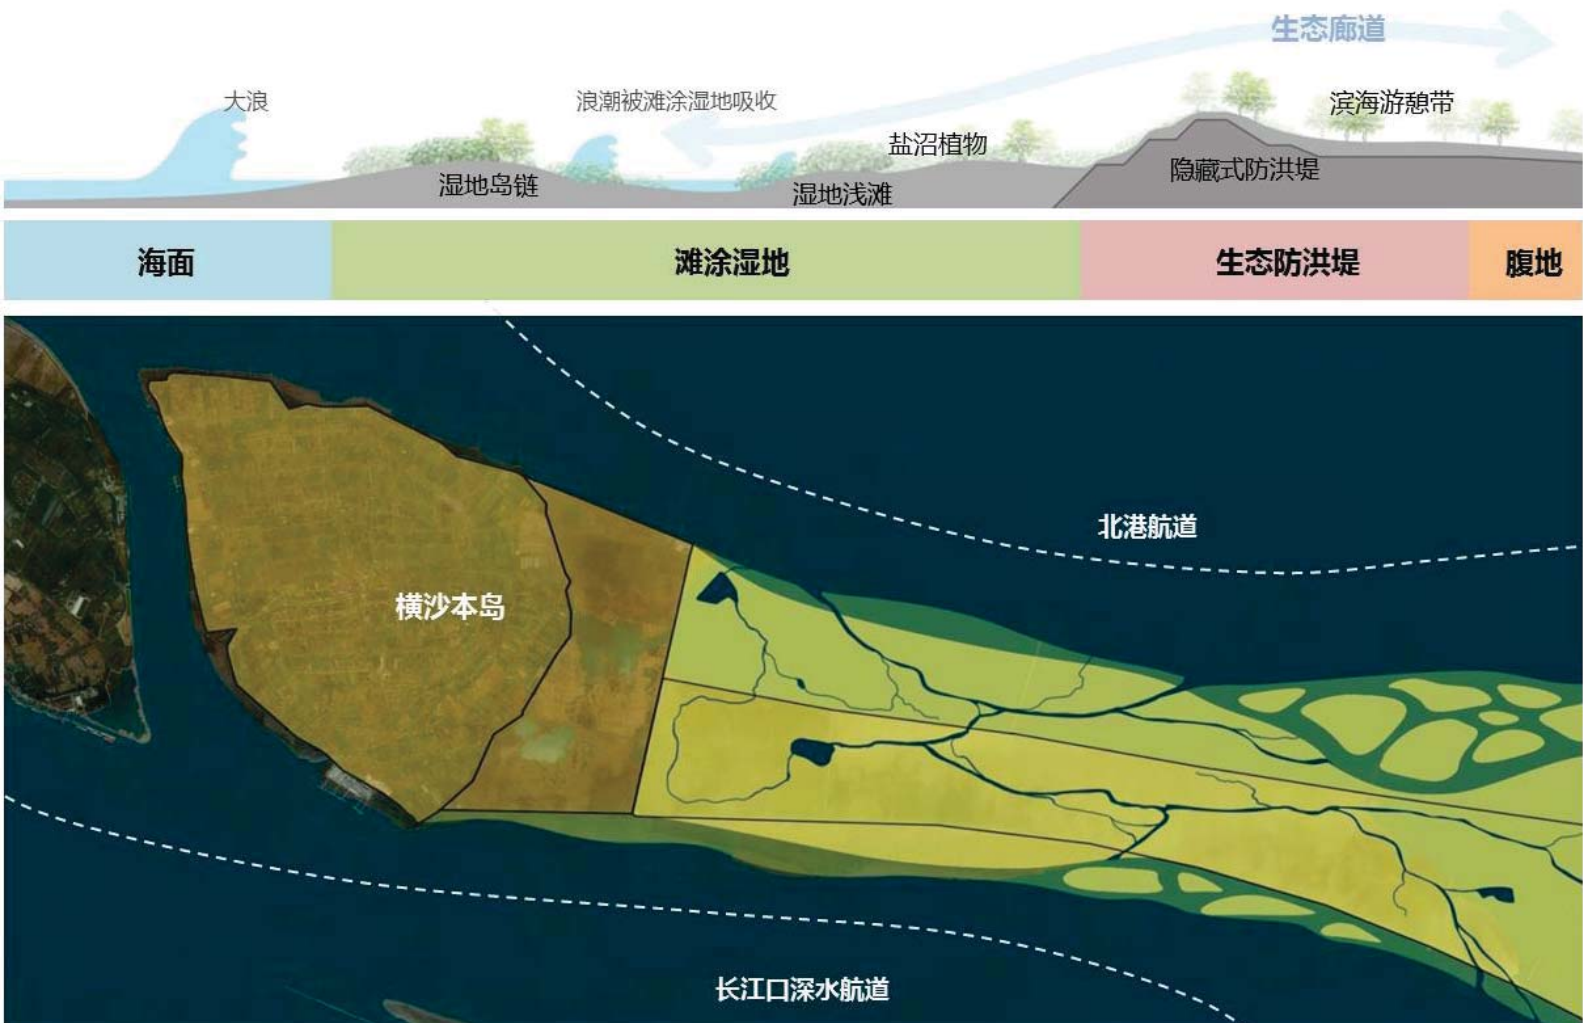 生态廊道
大浪
浪潮被滩涂湿地吸收
滨海游憩带
盐沼植物
隐藏式防洪堤
湿地岛链
湿地浅滩
海面
滩涂湿地
生态防洪堤
腹地
北港航道
横沙本岛
长江口深水航道